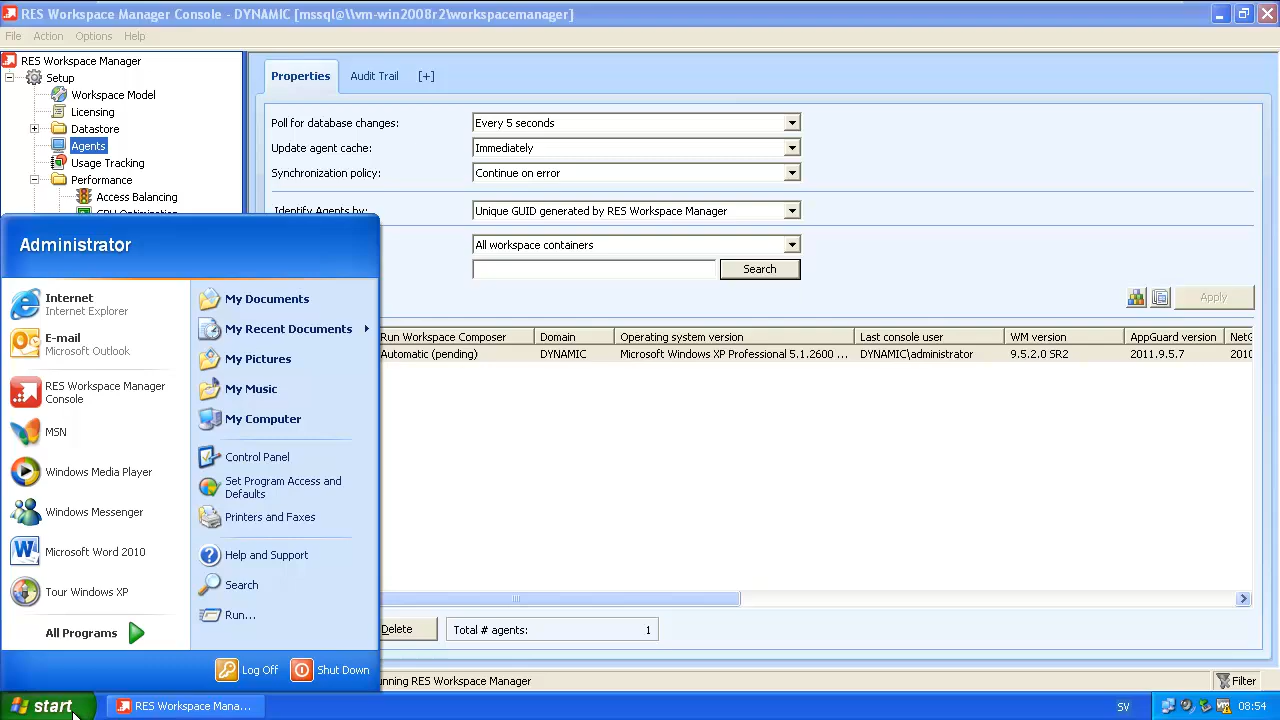 RES Workspace Manager Console - DYNAMIC [mssql@\\vm-win2008r2\workspacemanager]
File Action Options Help
RES Workspace Manager
Setup
Workspace Model
Licensing
Datastore
Agents
Usage Tracking
Performance
Access Balancing
CPU Optimization
Properties Audit Trail [+]
Poll for database changes: Every 5 seconds
Update agent cache: Immediately
Synchronization policy: Continue on error
Identify Agents by: Unique GUID generated by RES Workspace Manager
All workspace containers
Search
Apply
Run Workspace Composer Domain Operating system version Last console user WM version AppGuard version NetG
Automatic (pending) DYNAMIC Microsoft Windows XP Professional 5.1.2600 ... DYNAMIC\administrator 9.5.2.0 SR2 2011.9.5.7 2010
Delete Total # agents: 1
unning RES Workspace Manager Filter
Administrator
Internet
Internet Explorer
E-mail
Microsoft Outlook
RES Workspace Manager
Console
MSN
Windows Media Player
Windows Messenger
Microsoft Word 2010
Tour Windows XP
All Programs
My Documents
My Recent Documents
My Pictures
My Music
My Computer
Control Panel
Set Program Access and
Defaults
Printers and Faxes
Help and Support
Search
Run...
Log Off Shut Down
start RES Workspace Mana... SV 08:54